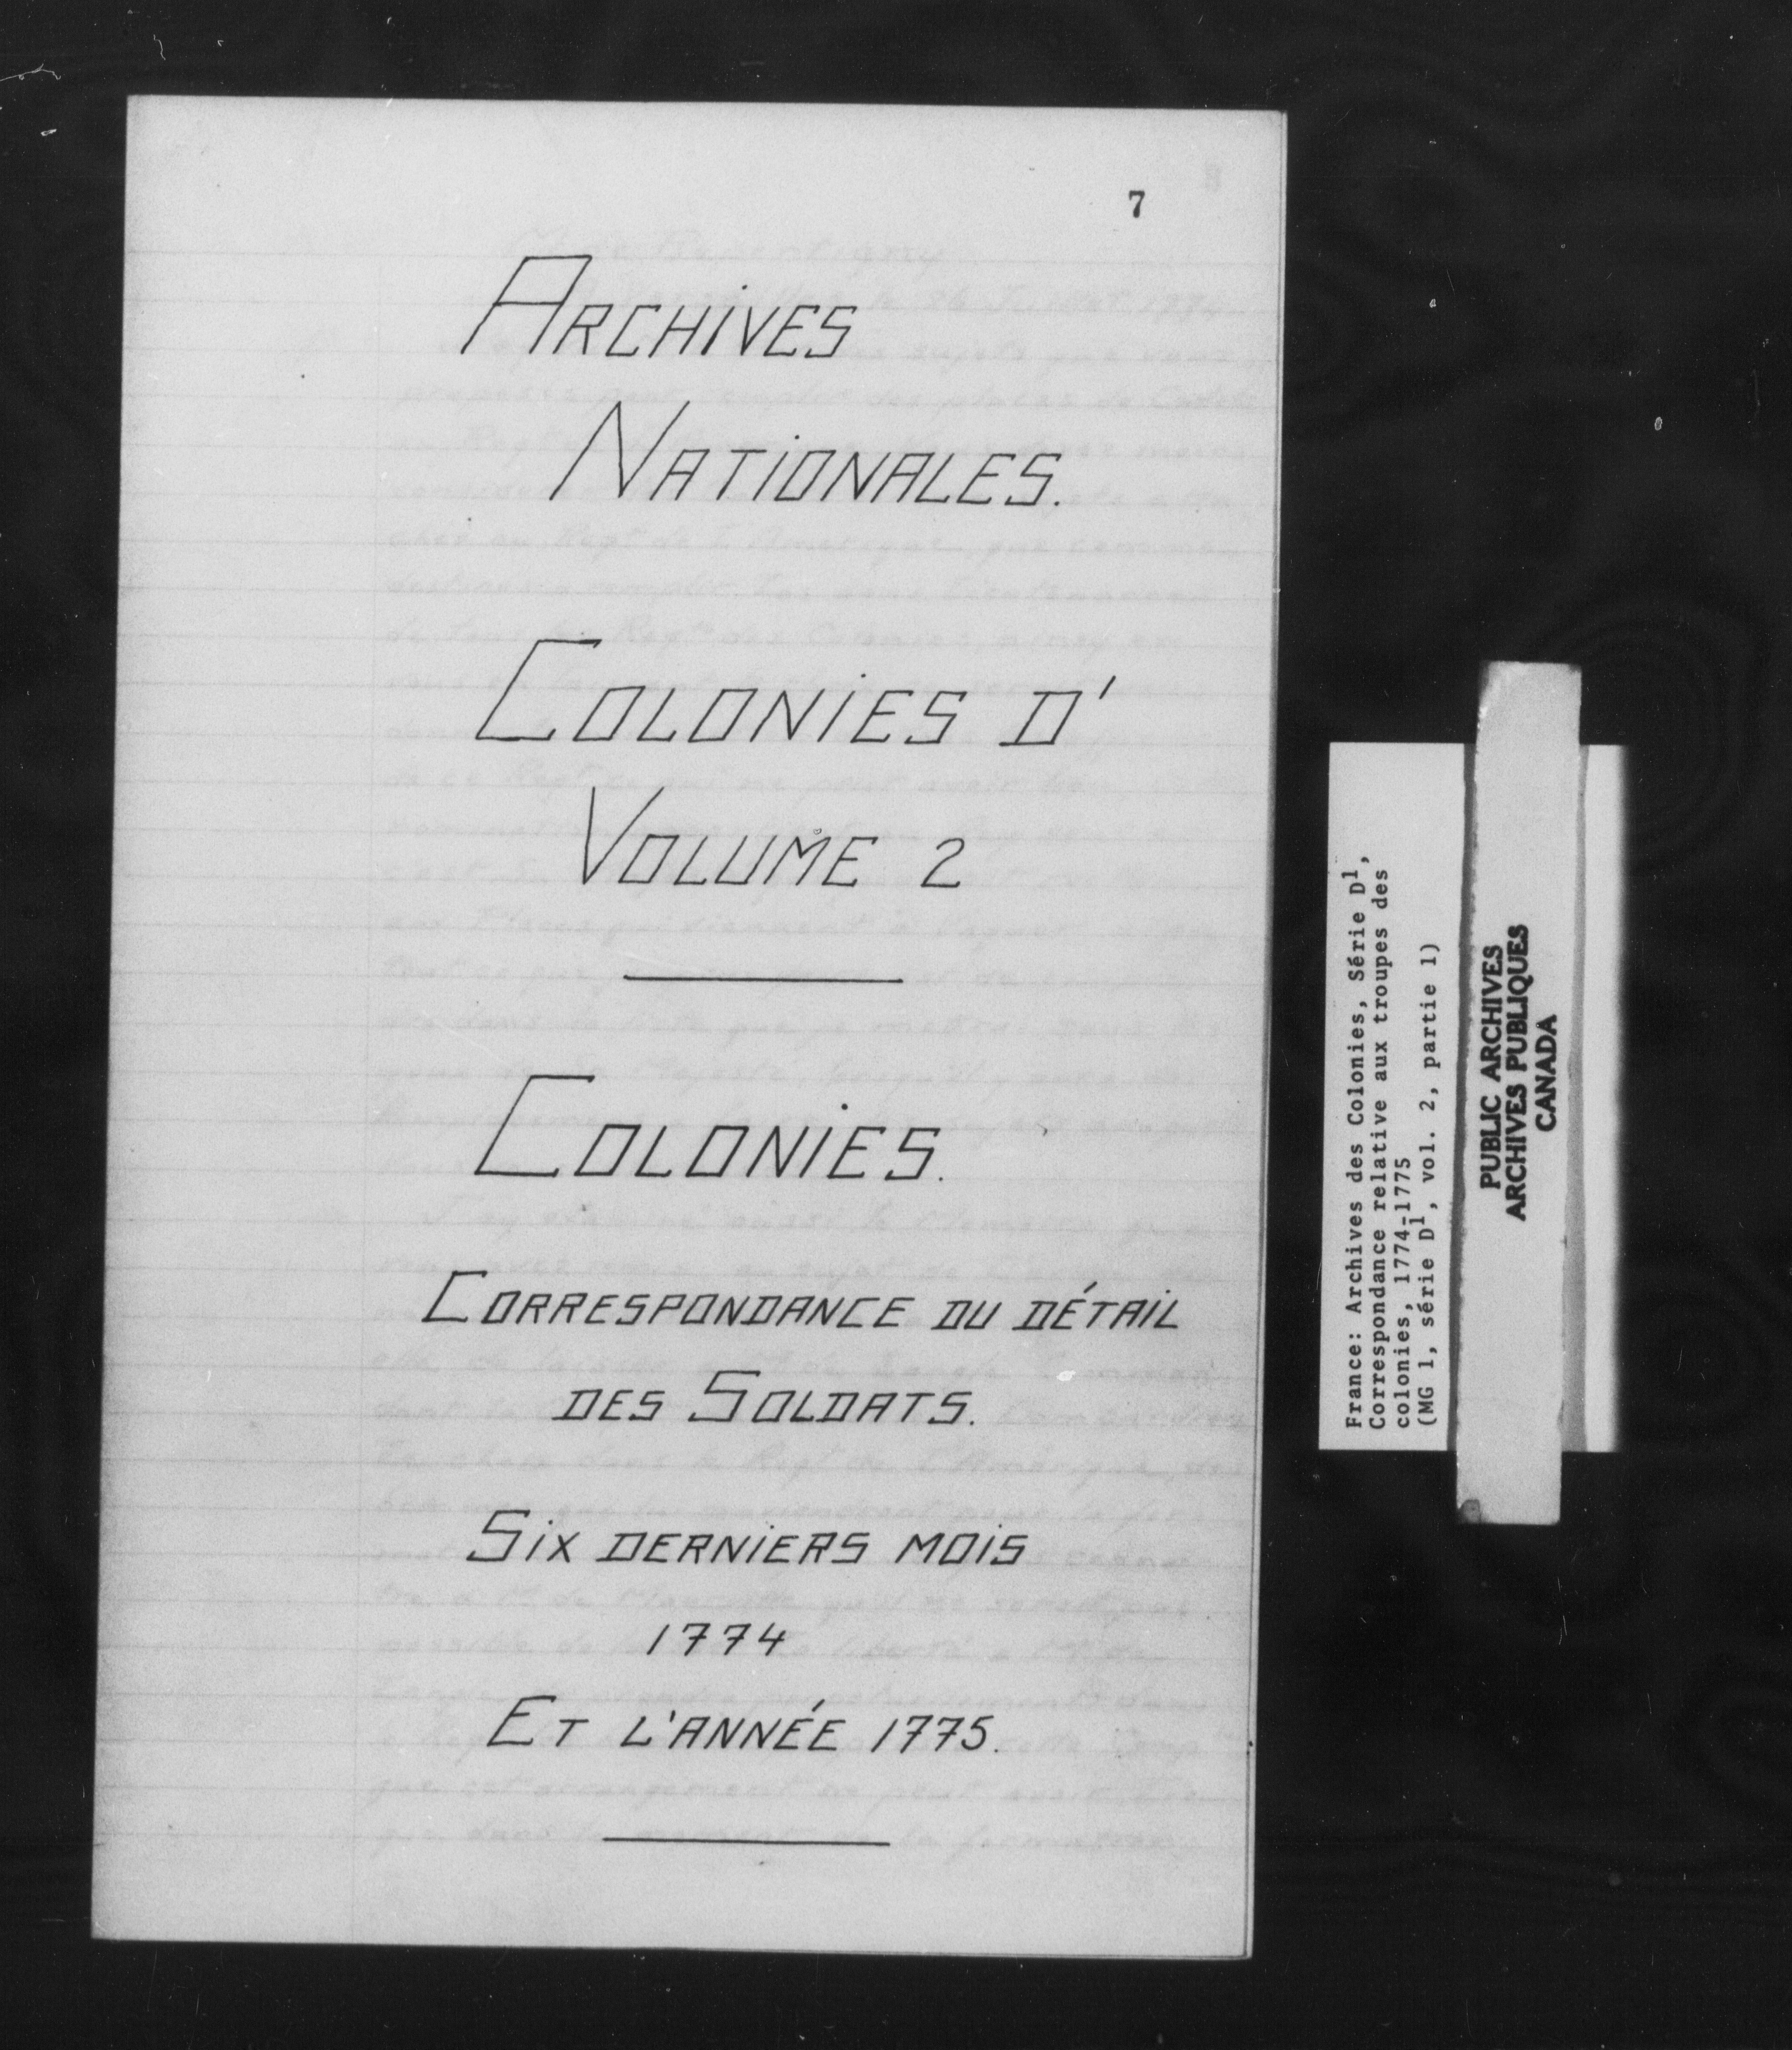 7
ARCHIVES
NATIONALES.
COLONIES D'
VOLUME 2
COLONIES.
CORRESPONDANCE DU DÉTAIL
DES SOLDATS.
SIX DERNIERS MOIS
1774
ET L'ANNÉE 1775.
France: Archives des Colonies, Série D¹,
Correspondance relative aux troupes des
colonies, 1774-1775
(MG 1, série D¹, vol. 2, partie 1)
PUBLIC ARCHIVES
ARCHIVES PUBLIQUES
CANADA